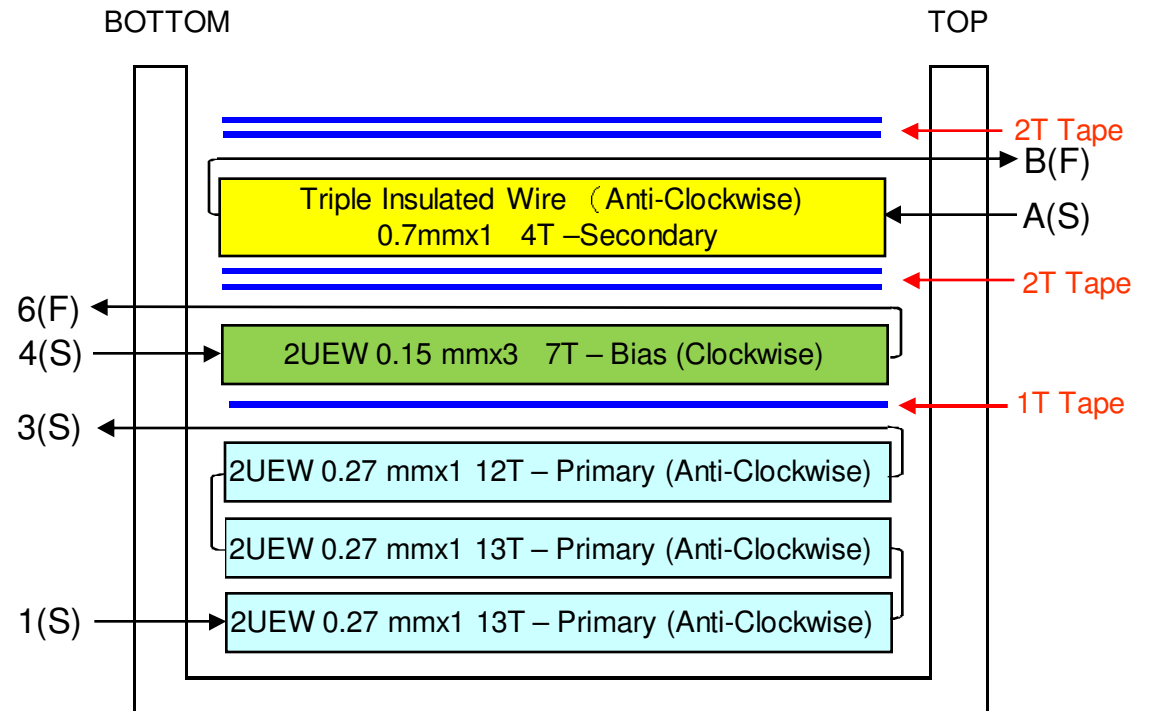 BOTTOM
TOP
2T Tape
B(F)
Triple Insulated Wire （Anti-Clockwise)
0.7mmx1 4T –Secondary
A(S)
2T Tape
6(F)
4(S)
2UEW 0.15 mmx3 7T – Bias (Clockwise)
1T Tape
3(S)
2UEW 0.27 mmx1 12T – Primary (Anti-Clockwise)
2UEW 0.27 mmx1 13T – Primary (Anti-Clockwise)
1(S)
2UEW 0.27 mmx1 13T – Primary (Anti-Clockwise)